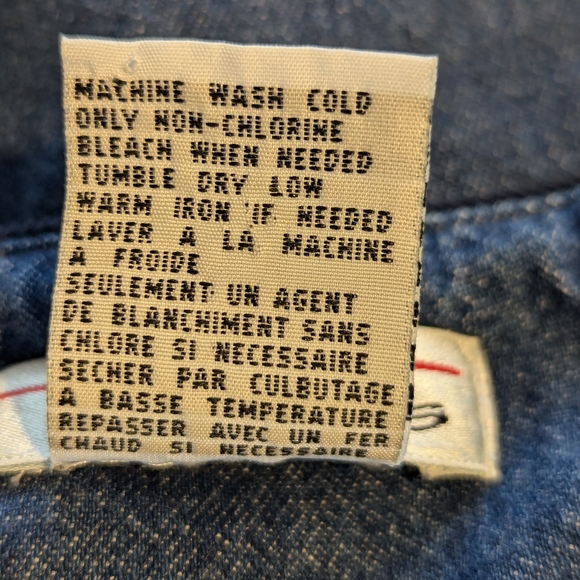 MACHINE WASH COLD
ONLY NON-CHLORINE
BLEACH WHEN NEEDED
TUMBLE DRY LOW
WARM IRON IF NEEDED
LAVER A LA MACHINE
A FROIDE
SEULEMENT UN AGENT
DE BLANCHIMENT SANS
CHLORE SI NECESSAIRE
SECHER PAR CULBUTAGE
A BASSE TEMPERATURE
REPASSER AVEC UN FER
CHAUD SI NECESSAIRE
S